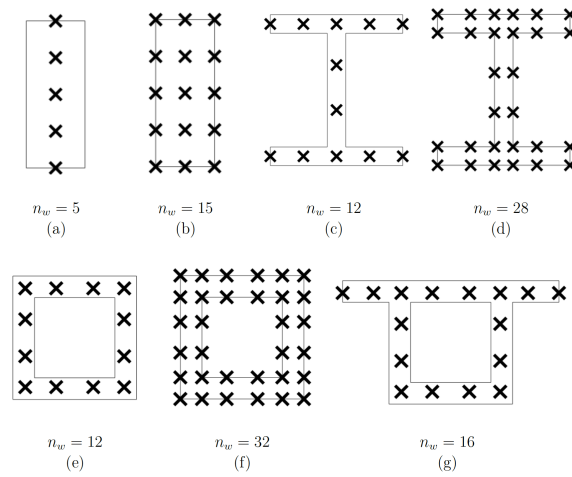 n_w = 5 n_w = 15 n_w = 12 n_w = 28
(a) (b) (c) (d)
n_w = 12 n_w = 32 n_w = 16
(e) (f) (g)